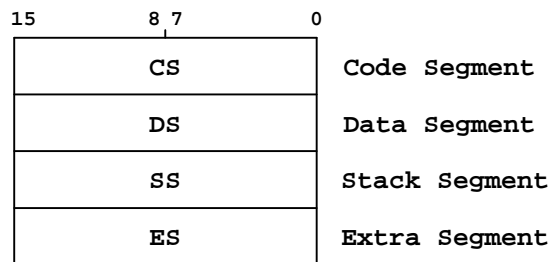 15 8 7 0
CS Code Segment
DS Data Segment
SS Stack Segment
ES Extra Segment